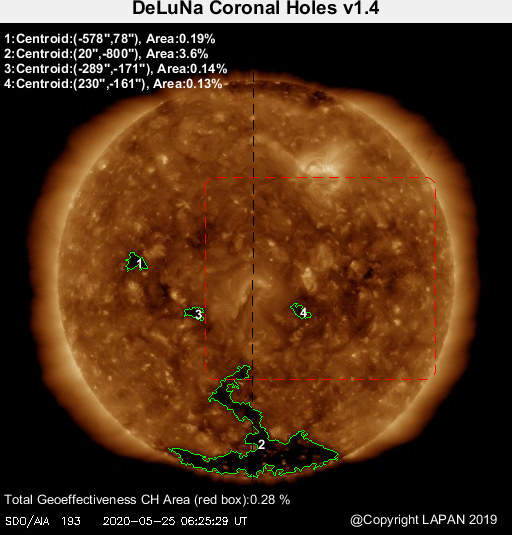 DeLuNa Coronal Holes v1.4
1:Centroid:(-578",78"), Area:0.19%
2:Centroid:(20",-800"), Area:3.6%
3:Centroid:(-289",-171"), Area:0.14%
4:Centroid:(230",-161"), Area:0.13%
1
3
4
2
Total Geoeffectiveness CH Area (red box):0.28 %
SDO/AIA 193 2020-05-25 06:25:29 UT
@Copyright LAPAN 2019